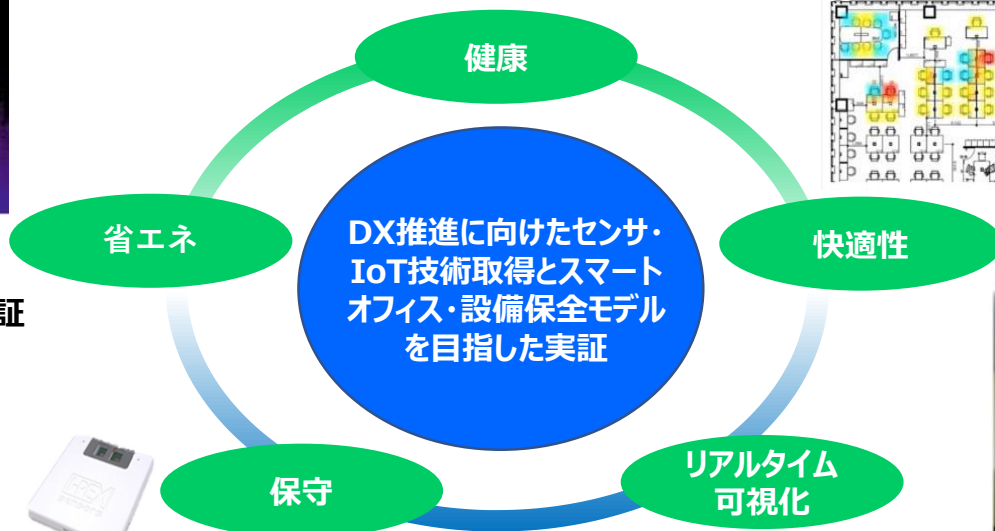 健康
省エネ
快適性
DX推進に向けたセンサ・
IoT技術取得とスマート
オフィス・設備保全モデル
を目指した実証
証
保守
リアルタイム
可視化